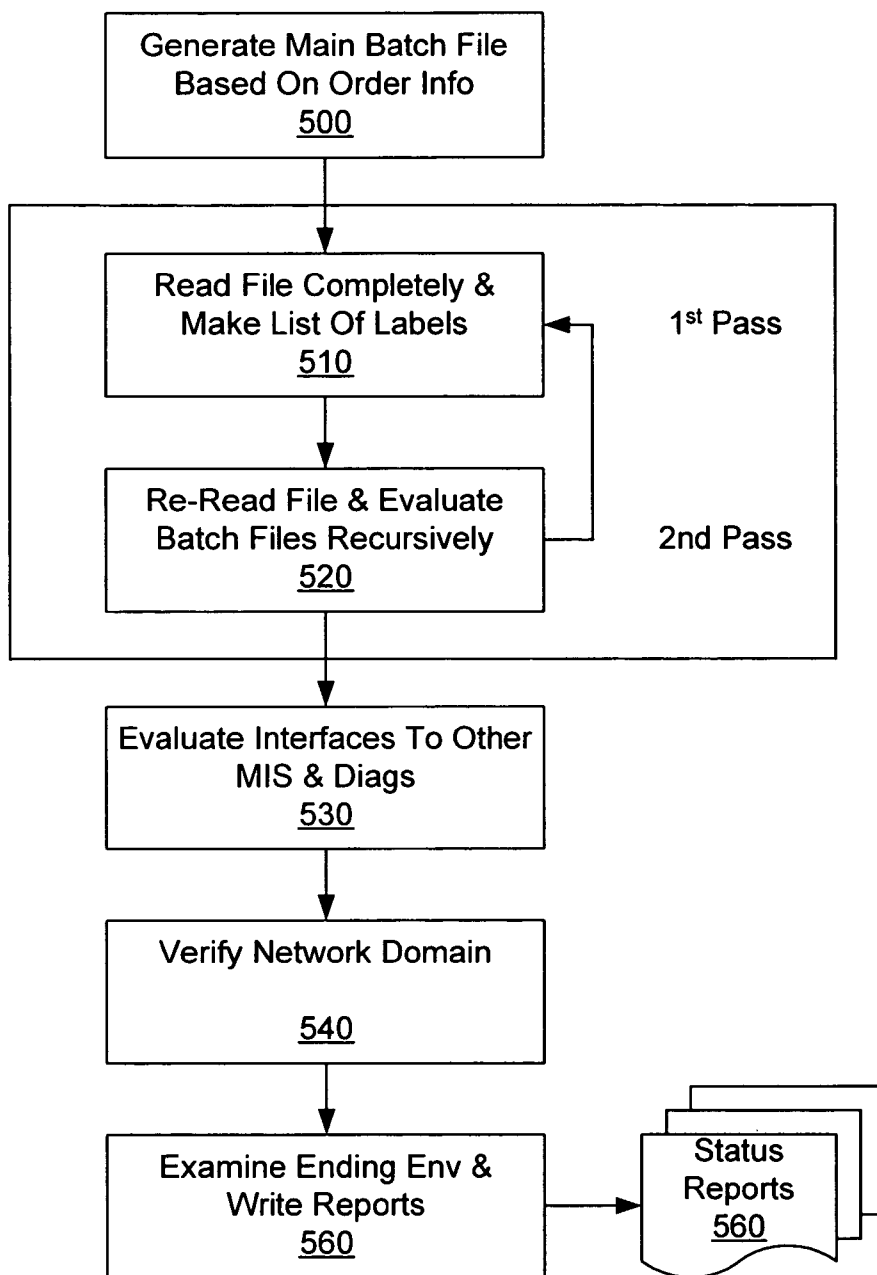 Generate Main Batch File
Based On Order Info
500
Read File Completely &
Make List Of Labels
510
1st Pass
Re-Read File & Evaluate
Batch Files Recursively
520
2nd Pass
Evaluate Interfaces To Other
MIS & Diags
530
Verify Network Domain
540
Examine Ending Env &
Write Reports
560
Status
Reports
560